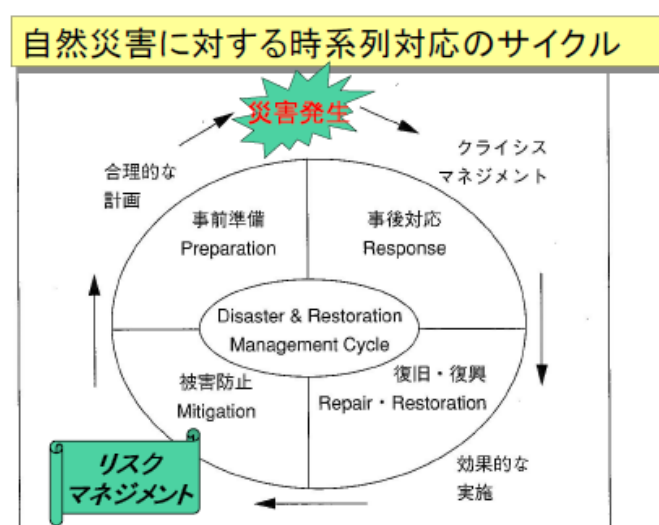 自然災害に対する時系列対応のサイクル
災害発生
クライシス
マネジメント
合理的な
計画
事前準備
Preparation
事後対応
Response
Disaster & Restoration
Management Cycle
被害防止
Mitigation
復旧・復興
Repair・Restoration
リスク
マネジメント
効果的な
実施